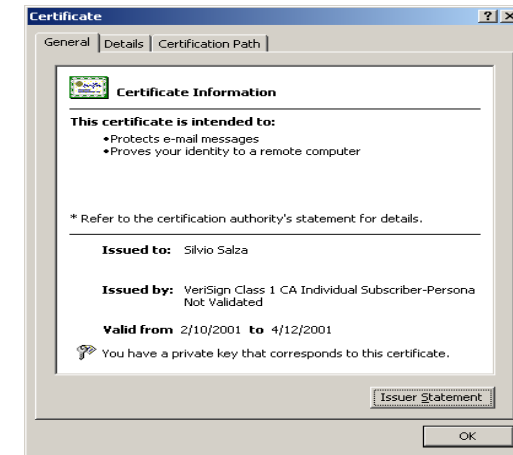 Certificate
? ×
General Details Certification Path
Certificate Information
This certificate is intended to:
•Protects e-mail messages
•Proves your identity to a remote computer
* Refer to the certification authority's statement for details.
Issued to: Silvio Salza
Issued by: VeriSign Class 1 CA Individual Subscriber-Persona
Not Validated
Valid from 2/10/2001 to 4/12/2001
You have a private key that corresponds to this certificate.
Issuer Statement
OK